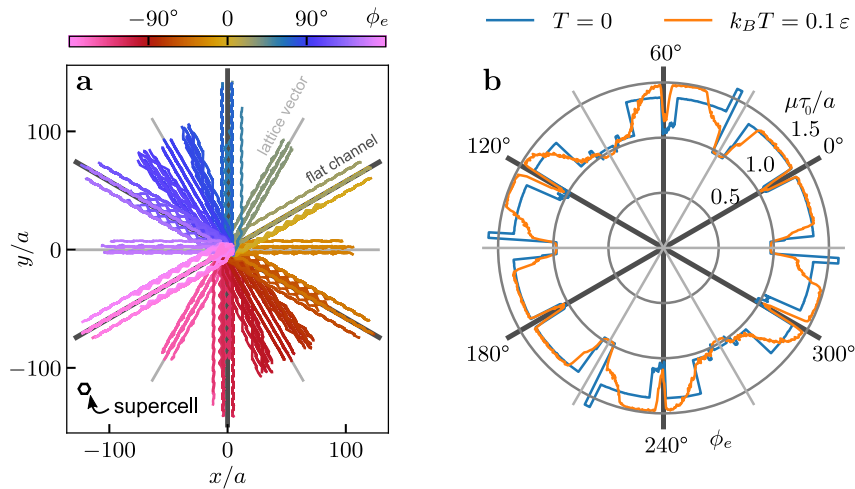 −90° 0° 90° ϕₑ
T = 0
k_BT = 0.1 ε
a
lattice vector
flat channel
supercell
100
0
−100
y/a
−100 0 100
x/a
b
60°
μτ₀/a
1.5
0°
1.0
0.5
120°
180°
300°
240°
ϕₑ